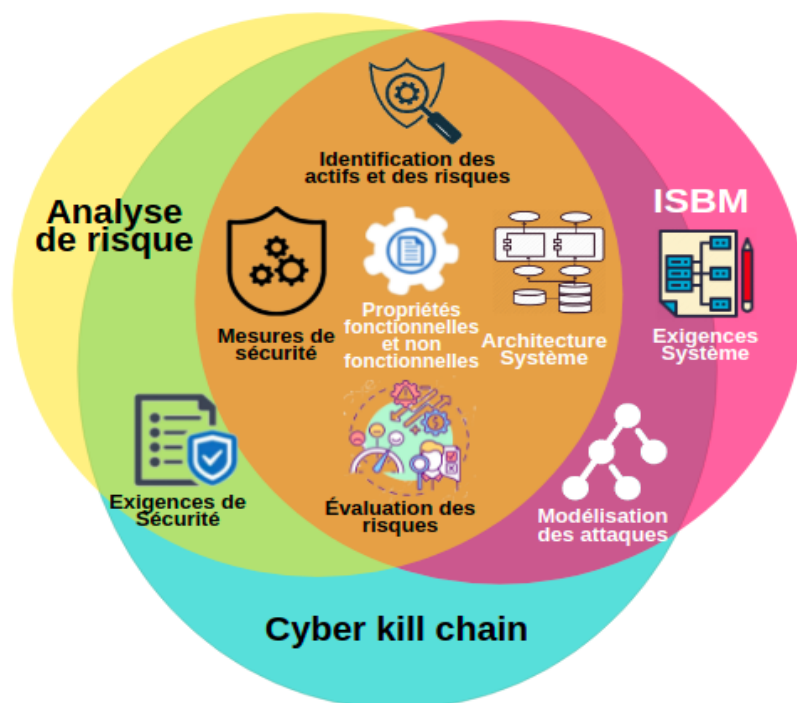 Identification des
actifs et des risques
Analyse
de risque
ISBM
Mesures de
sécurité
Propriétés
fonctionnelles
et non
fonctionnelles
Architecture
Système
Exigences
Système
Exigences de
Sécurité
Évaluation des
risques
Modélisation
des attaques
Cyber kill chain